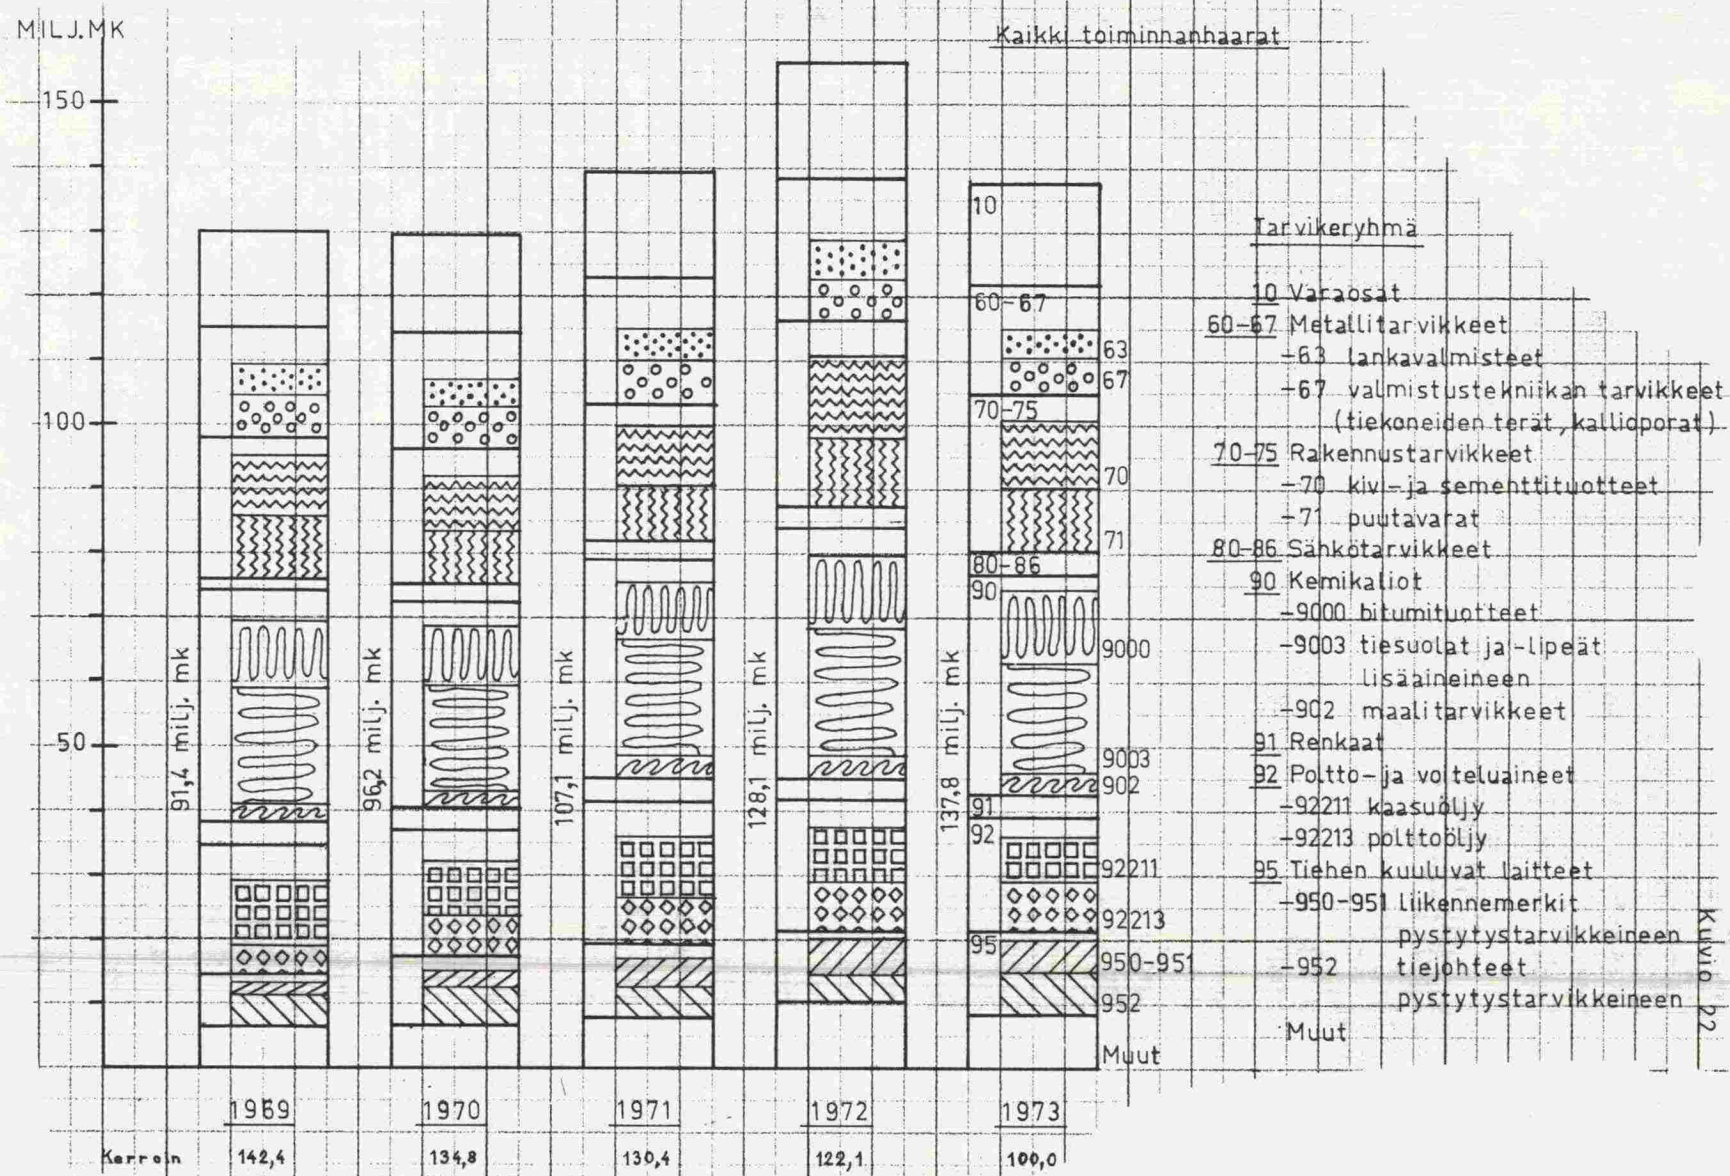 MILJ.MK
Kaikki toiminnanhaarat
150
100
50
91,4 milj. mk
96,2 milj. mk
107,1 milj. mk
128,1 milj. mk
137,8 milj. mk
10
60-67
63
67
70-75
70
71
80-86
90
9000
9003
902
91
92
92211
92213
95
950-951
952
Muut
Tarvikeryhmä
10 Varaosat
60-67 Metallitarvikkeet
-63 lankavalmisteet
-67 valmistustekniikan tarvikkeet
(tiekoneiden terät, kallioporat)
70-75 Rakennustarvikkeet
-70 kivi- ja sementtituotteet
-71 puutavarat
80-86 Sähkötarvikkeet
90 Kemikaliot
-9000 bitumituotteet
-9003 tiesuolat ja -lipeät
lisäaineineen
-902 maalitarvikkeet
91 Renkaat
92 Poltto- ja voiteluaineet
-92211 kaasuöljy
-92213 polttoöljy
95 Tiehen kuuluvat laitteet
-950-951 liikennemerkit
pystytystarvikkeineen
-952 tiejohteet
pystytystarvikkeineen
Muut
Kuvio 22
1969 1970 1971 1972 1973
Kerroin 142,4 134,8 130,4 122,1 100,0